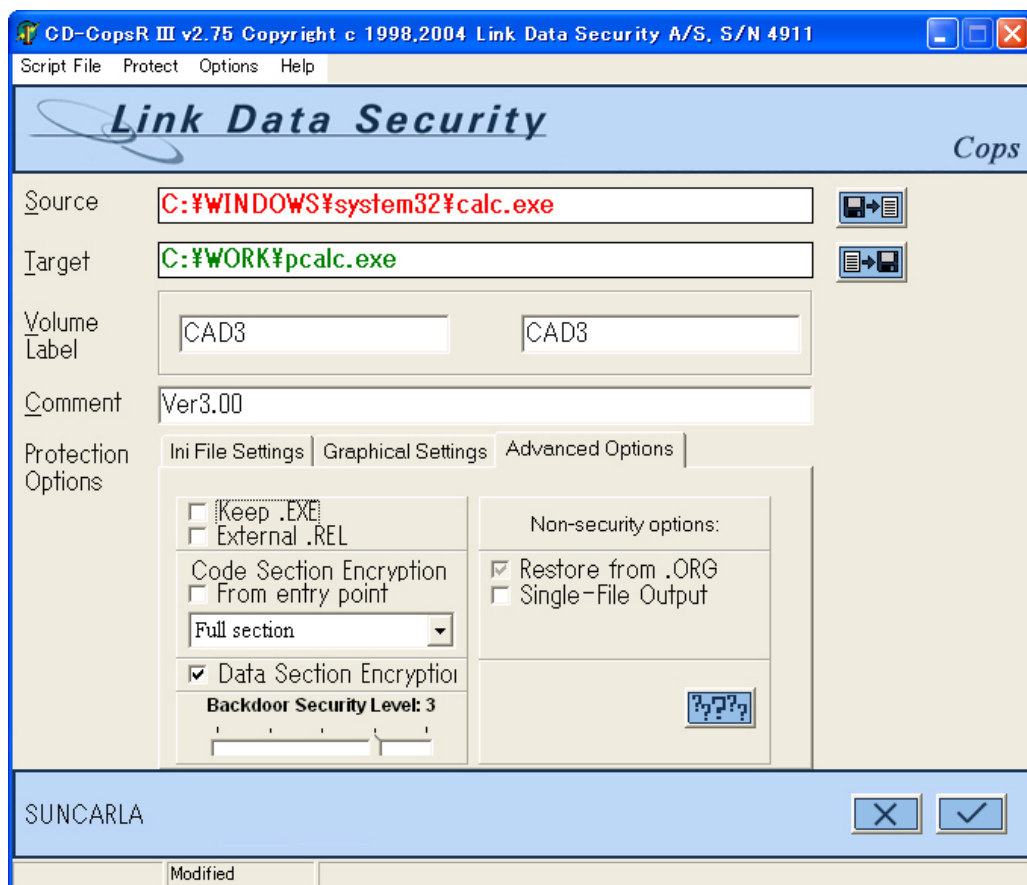 CD-CopsR III v2.75 Copyright c 1998,2004 Link Data Security A/S, S/N 4911
Script File Protect Options Help
Link Data Security
Cops
Source
C:¥WINDOWS¥system32¥calc.exe
Target
C:¥WORK¥pcalc.exe
Volume
Label
CAD3
CAD3
Comment
Ver3.00
Protection
Options
Ini File Settings
Graphical Settings
Advanced Options
Keep .EXE
External .REL
Code Section Encryption
From entry point
Full section
Data Section Encryption
Backdoor Security Level: 3
Non-security options:
Restore from .ORG
Single-File Output
????? 
SUNCARLA
Modified